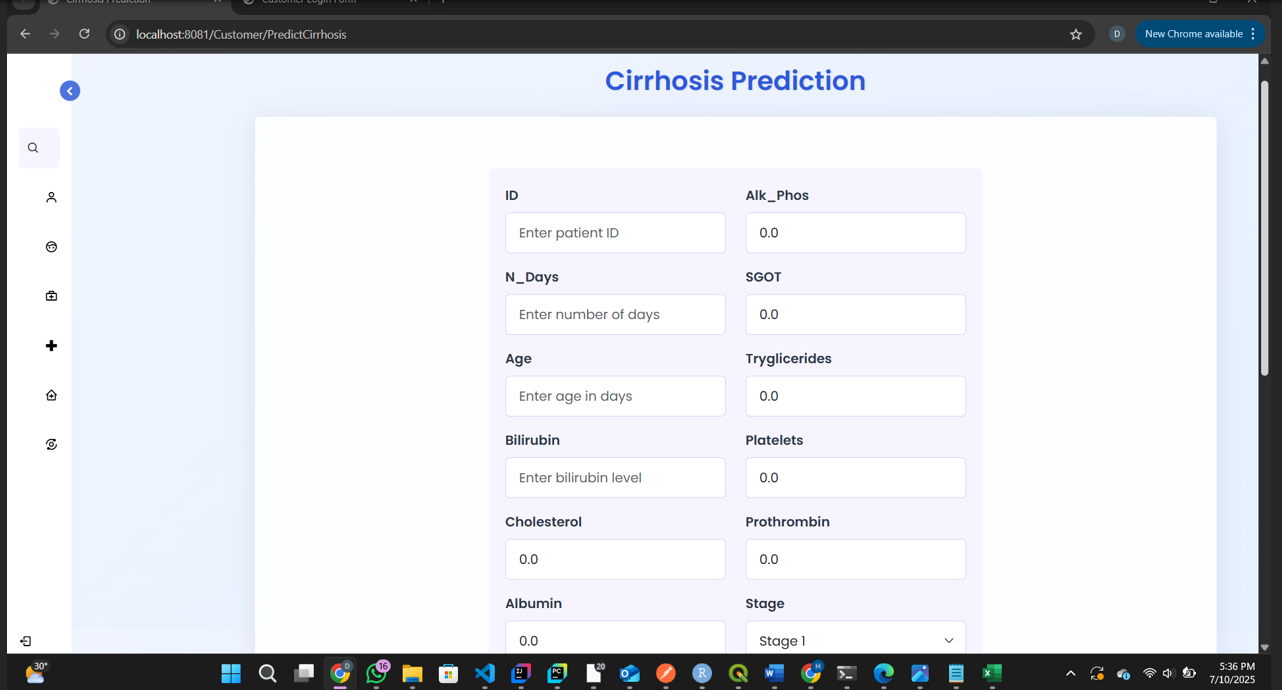 Cirrhosis Prediction
Customer Login Form
localhost:8081/Customer/PredictCirrhosis
D
New Chrome available
Cirrhosis Prediction
ID
Enter patient ID
Alk_Phos
0.0
N_Days
Enter number of days
SGOT
0.0
Age
Enter age in days
Tryglicerides
0.0
Bilirubin
Enter bilirubin level
Platelets
0.0
Cholesterol
0.0
Prothrombin
0.0
Albumin
0.0
Stage
Stage 1
30°
D
16
IJ
PC
20
R
W
H
X
5:36 PM
7/10/2025